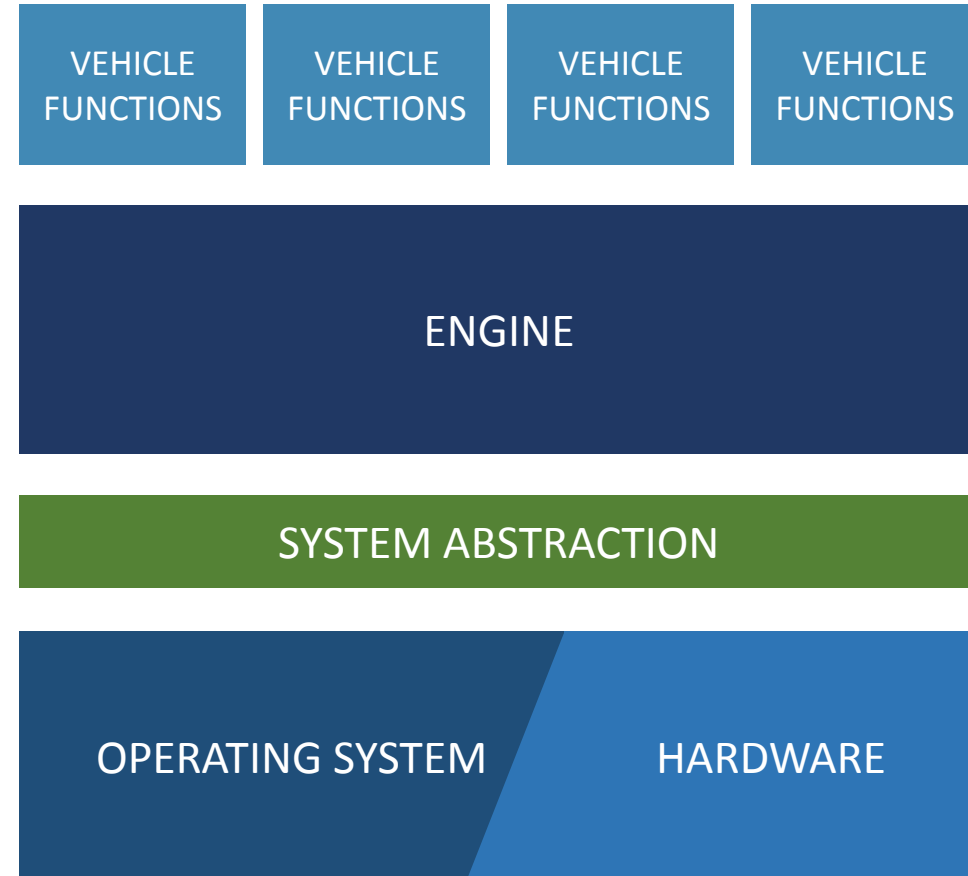 VEHICLE
FUNCTIONS
VEHICLE
FUNCTIONS
VEHICLE
FUNCTIONS
VEHICLE
FUNCTIONS
ENGINE
SYSTEM ABSTRACTION
OPERATING SYSTEM
HARDWARE